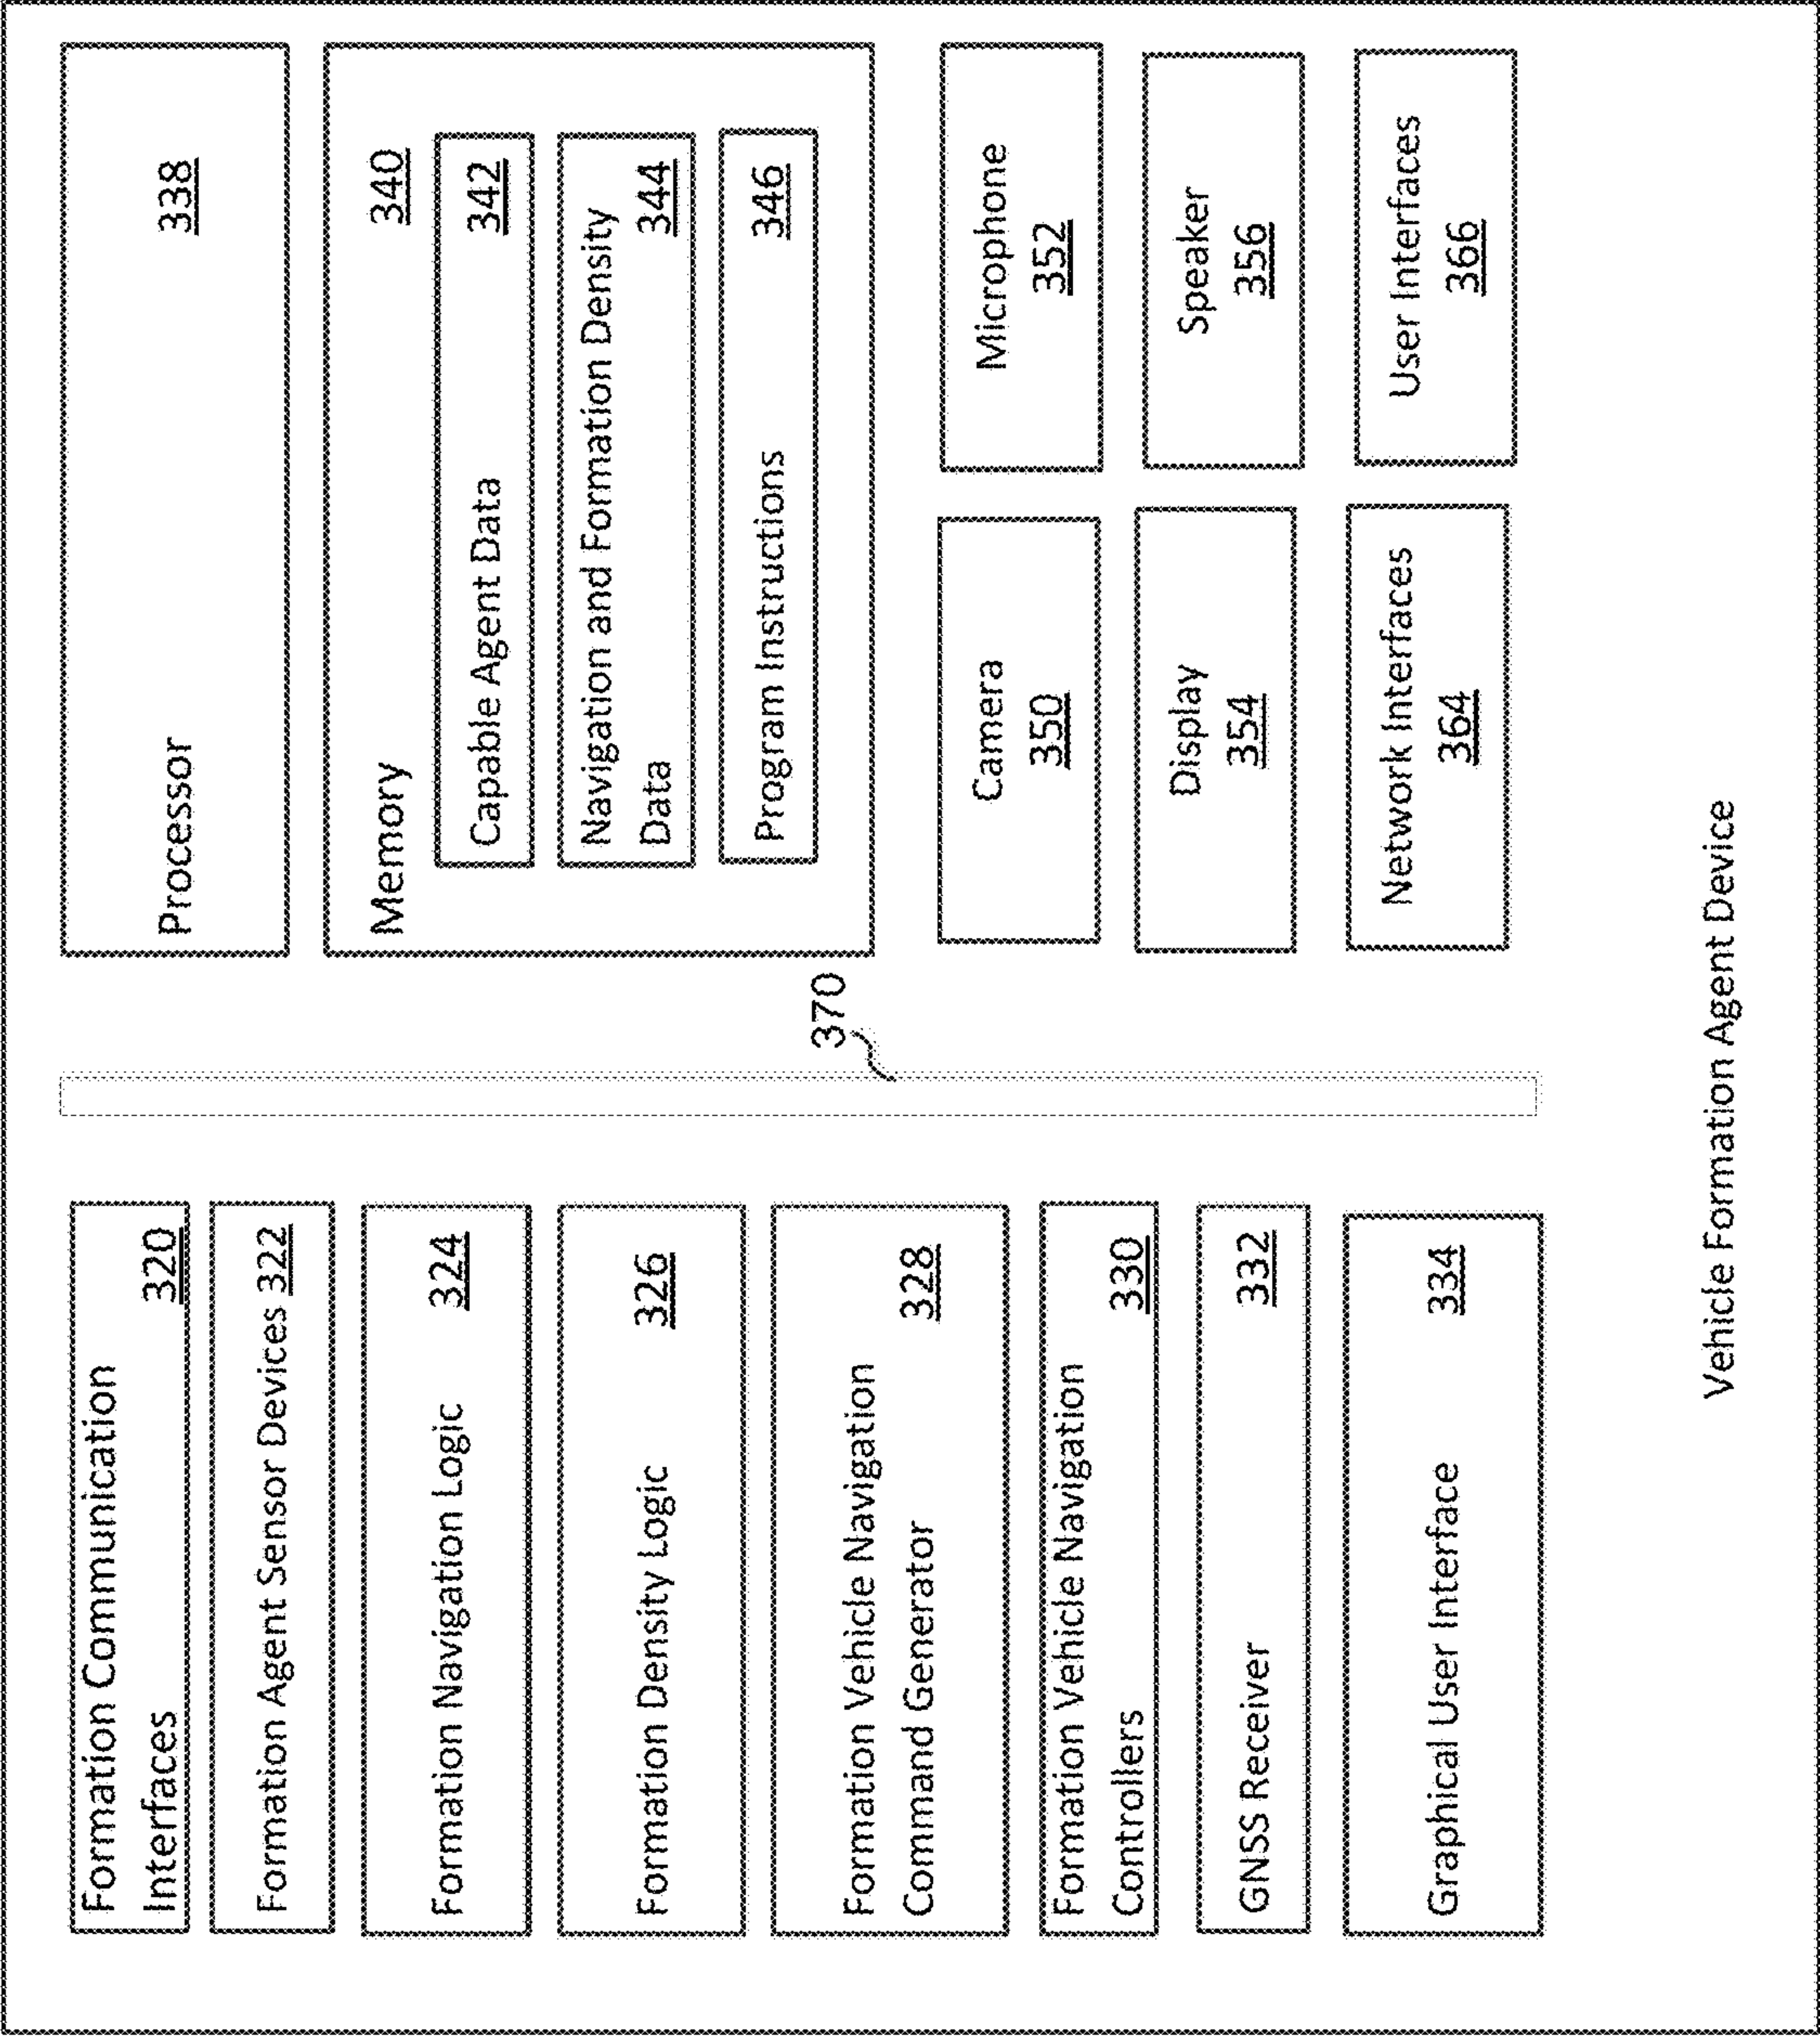 Formation Communication
Interfaces 320
Formation Agent Sensor Devices 322
Formation Navigation Logic 324
Formation Density Logic 326
Formation Vehicle Navigation
Command Generator 328
Formation Vehicle Navigation
Controllers 330
GNSS Receiver 332
Graphical User Interface 334
370
Processor 338
Memory 340
Capable Agent Data 342
Navigation and Formation Density
Data 344
Program Instructions 346
Camera
350
Microphone
352
Display
354
Speaker
356
Network Interfaces
364
User Interfaces
366
Vehicle Formation Agent Device